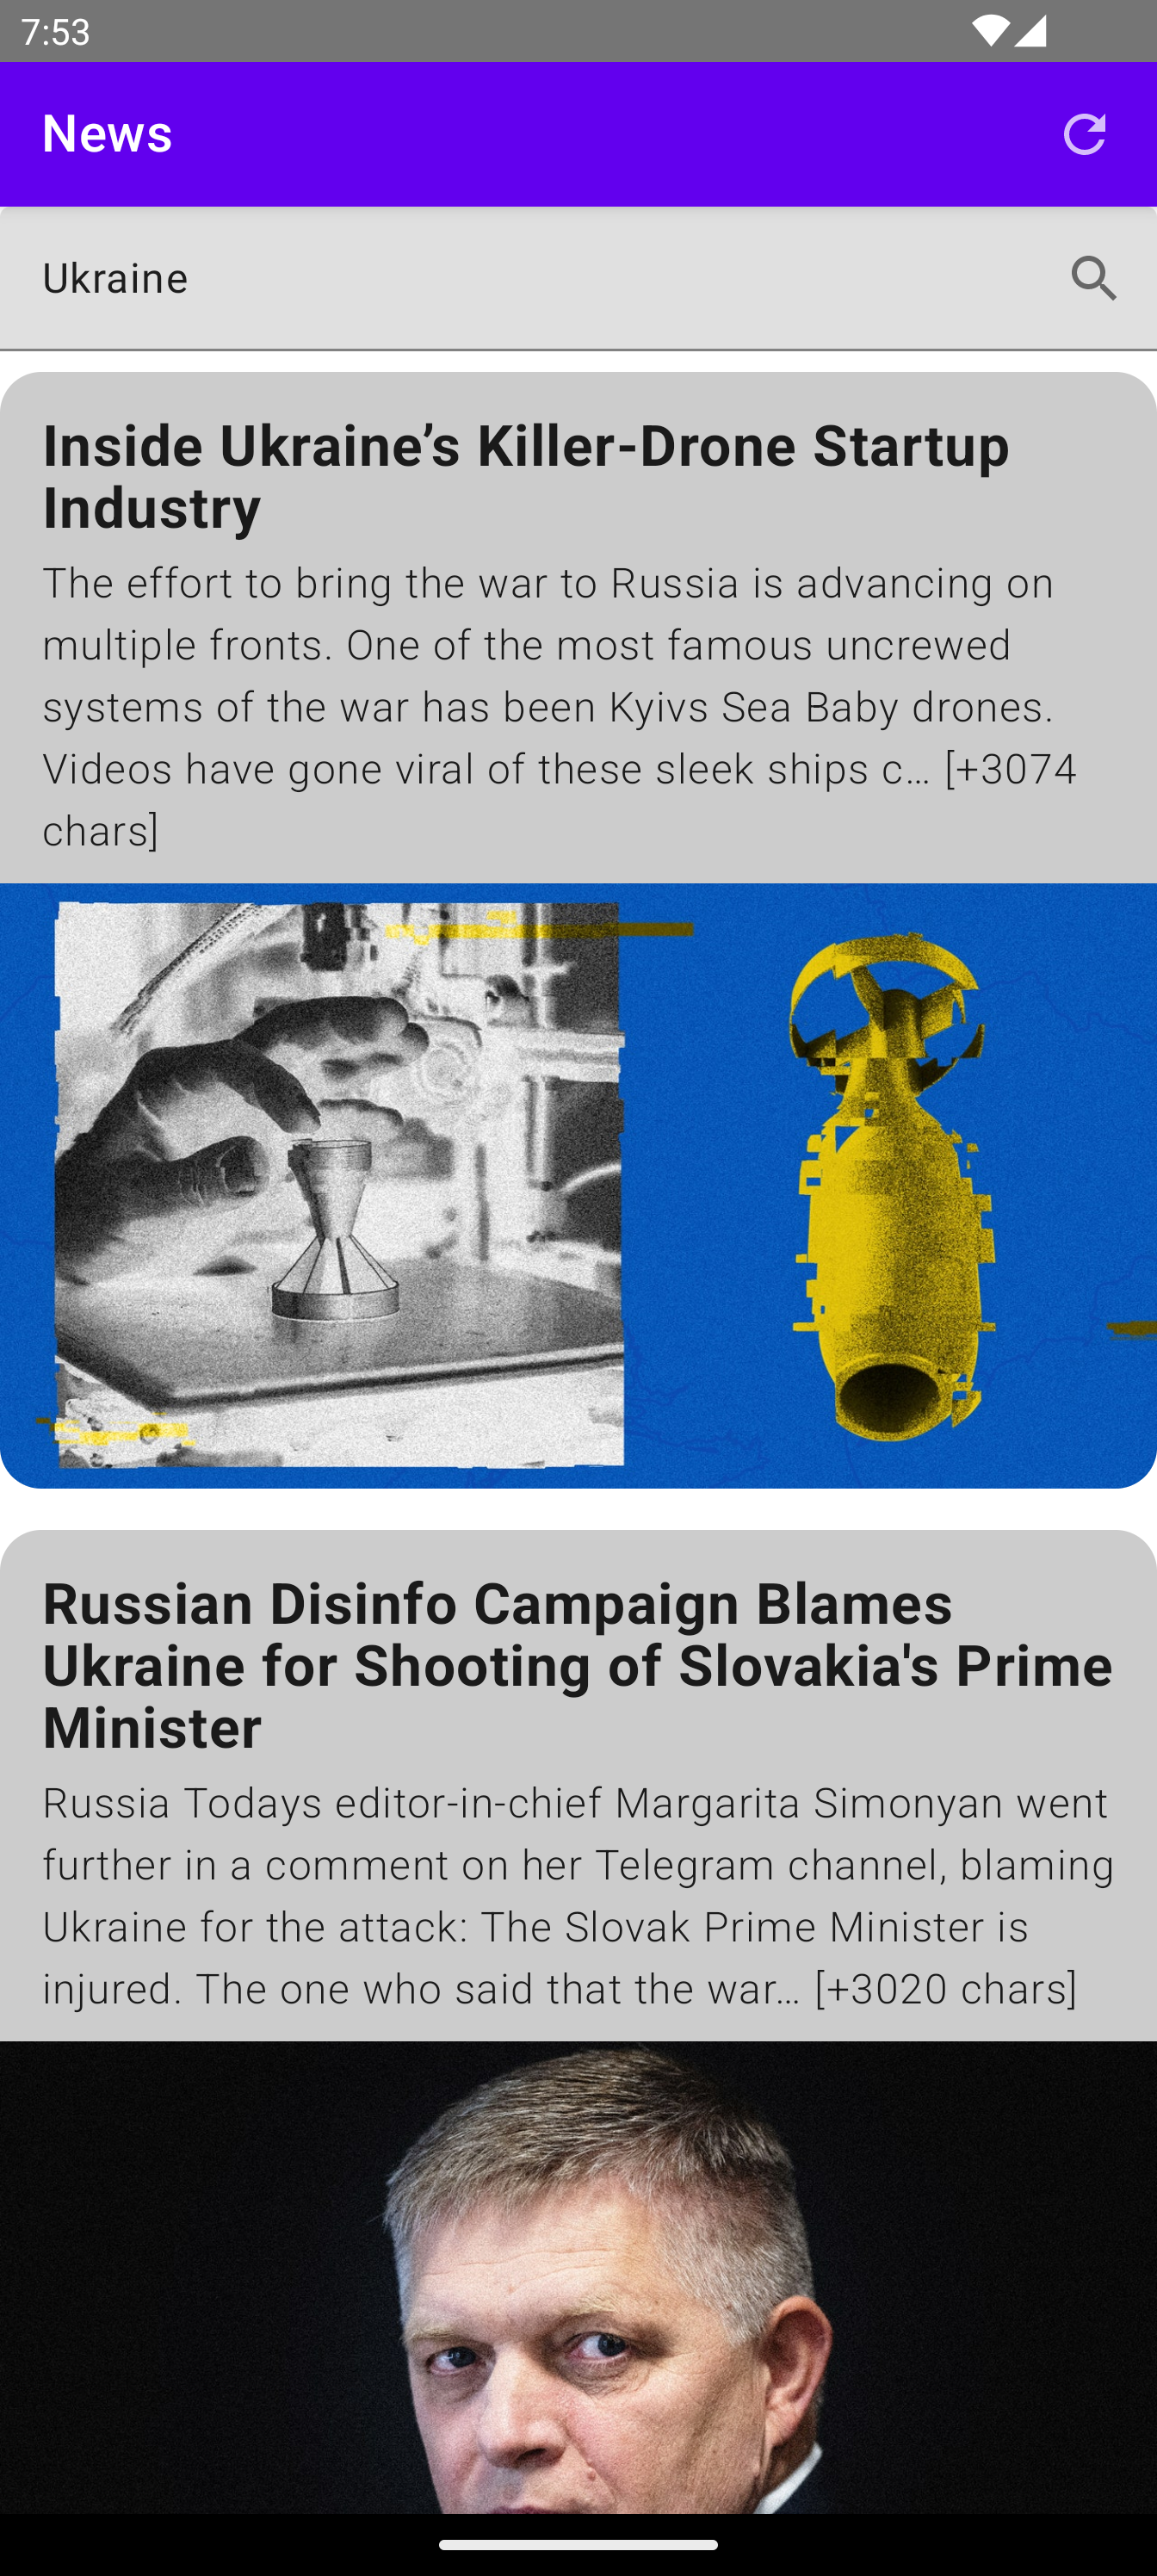 7:53
News
Ukraine
Inside Ukraine’s Killer-Drone Startup
Industry
The effort to bring the war to Russia is advancing on
multiple fronts. One of the most famous uncrewed
systems of the war has been Kyivs Sea Baby drones.
Videos have gone viral of these sleek ships c… [+3074
chars]
Russian Disinfo Campaign Blames
Ukraine for Shooting of Slovakia's Prime
Minister
Russia Todays editor-in-chief Margarita Simonyan went
further in a comment on her Telegram channel, blaming
Ukraine for the attack: The Slovak Prime Minister is
injured. The one who said that the war… [+3020 chars]